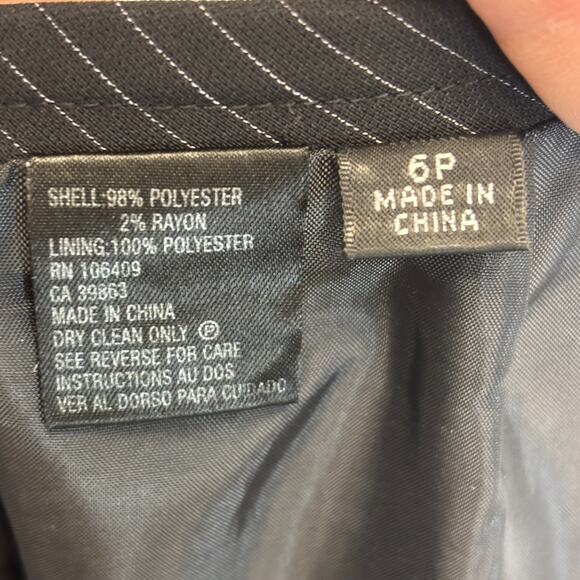 SHELL:98% POLYESTER
2% RAYON
LINING:100% POLYESTER
RN 106409
CA 39863
MADE IN CHINA
DRY CLEAN ONLY Ⓟ
SEE REVERSE FOR CARE
INSTRUCTIONS AU DOS
VER AL DORSO PARA CUIDADO
6P
MADE IN
CHINA